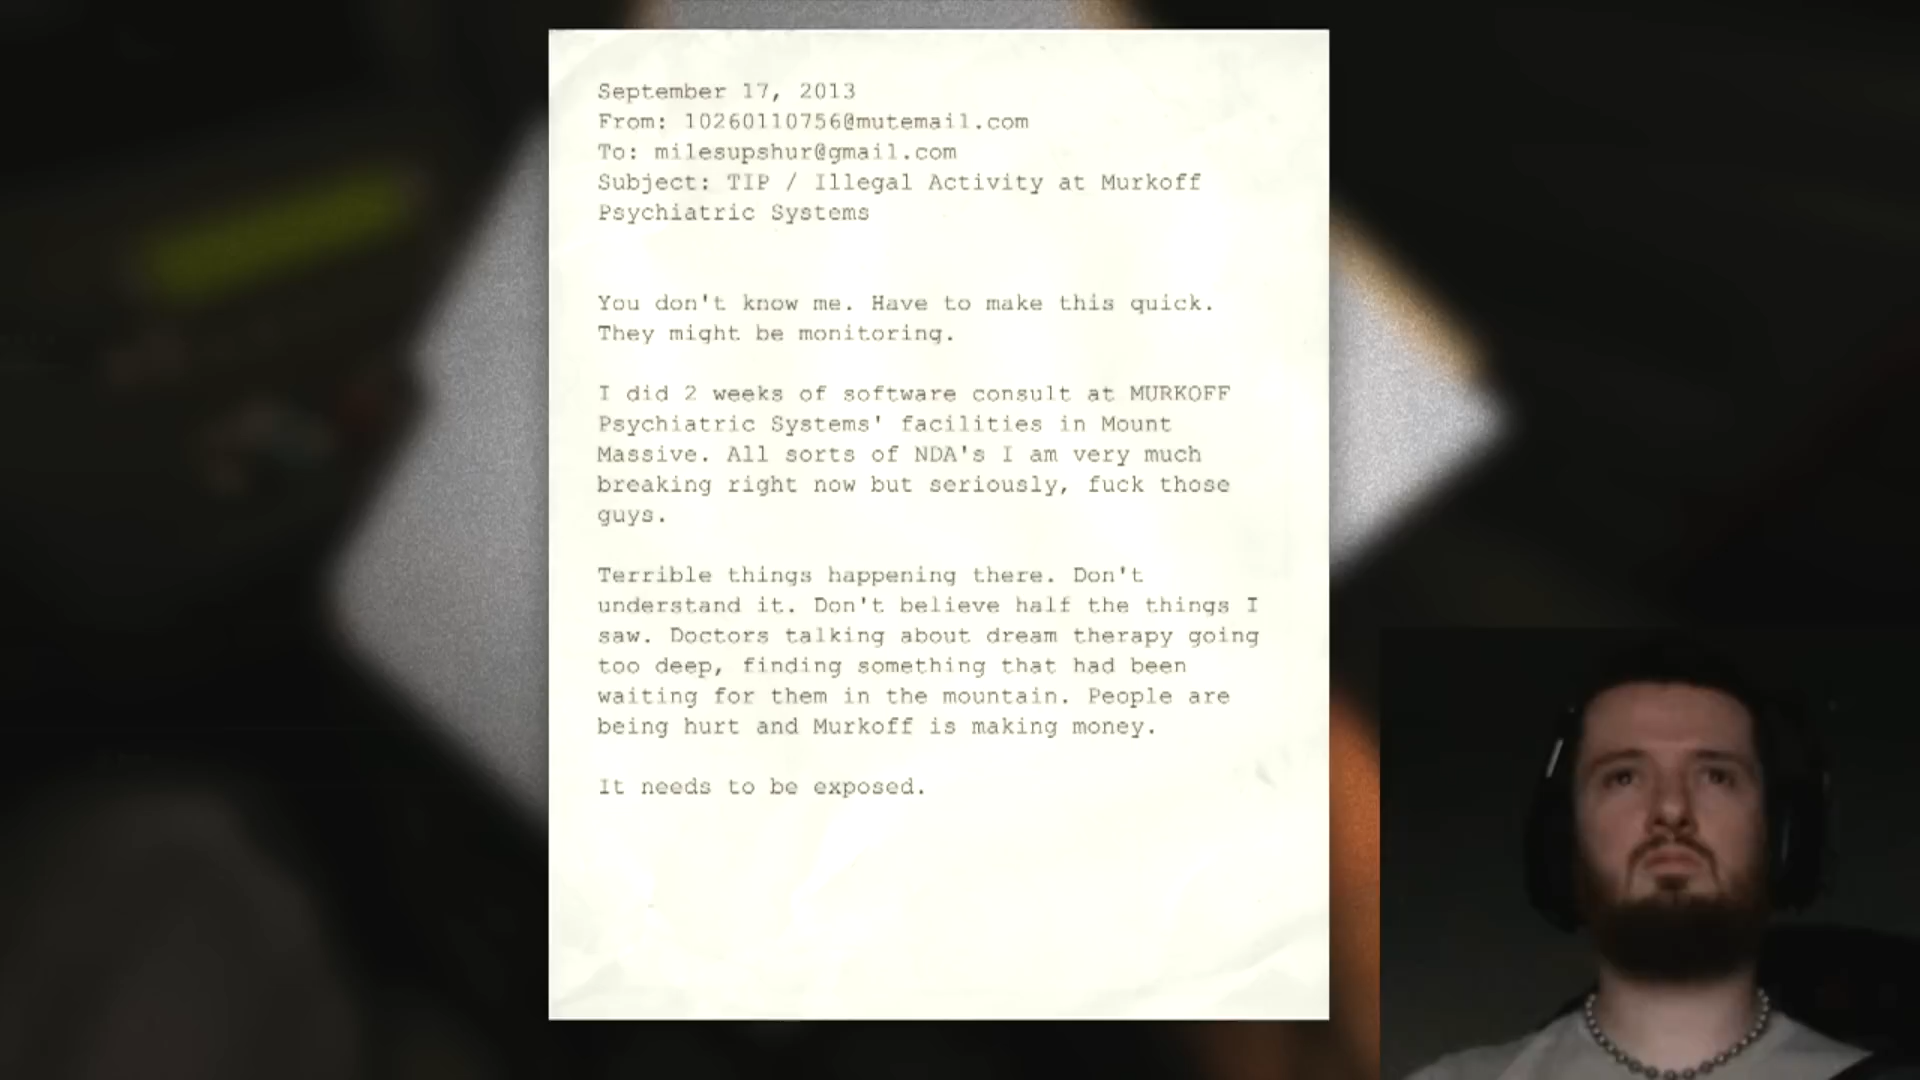 September 17, 2013
From: 10260110756@mutemail.com
To: milesupshur@gmail.com
Subject: TIP / Illegal Activity at Murkoff
Psychiatric Systems
You don't know me. Have to make this quick.
They might be monitoring.
I did 2 weeks of software consult at MURKOFF
Psychiatric Systems' facilities in Mount
Massive. All sorts of NDA's I am very much
breaking right now but seriously, fuck those
guys.
Terrible things happening there. Don't
understand it. Don't believe half the things I
saw. Doctors talking about dream therapy going
too deep, finding something that had been
waiting for them in the mountain. People are
being hurt and Murkoff is making money.
It needs to be exposed.